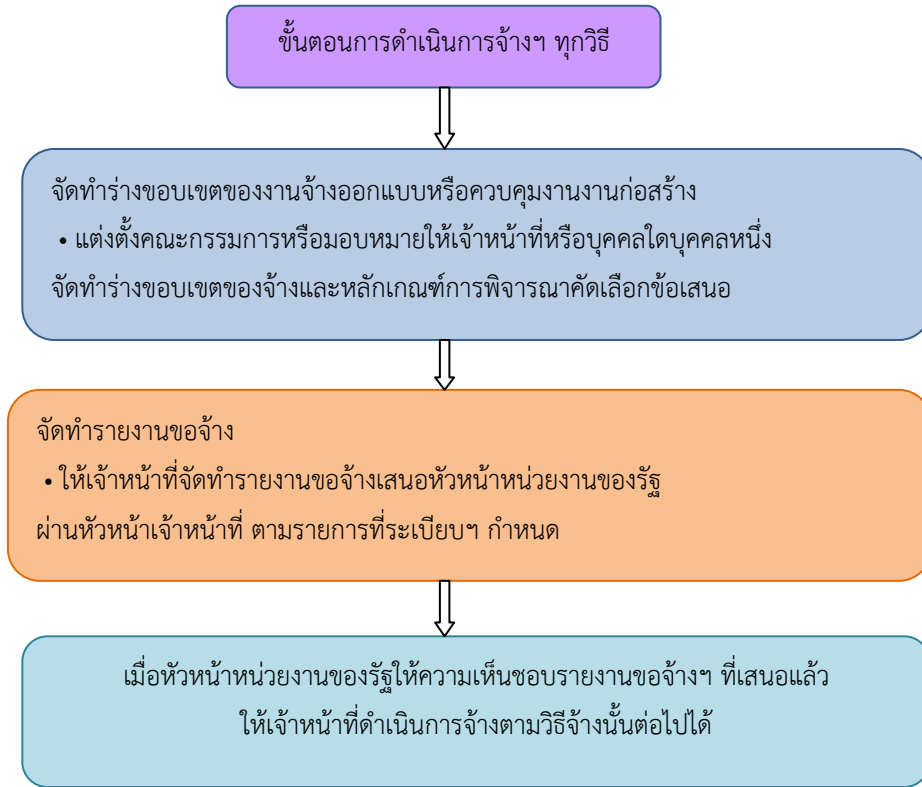 ขั้นตอนการดำเนินการจ้างฯ ทุกวิธี
จัดทำร่างขอบเขตของงานจ้างออกแบบหรือควบคุมงานงานก่อสร้าง
• แต่งตั้งคณะกรรมการหรือมอบหมายให้เจ้าหน้าที่หรือบุคคลใดบุคคลหนึ่ง
จัดทำร่างขอบเขตของจ้างและหลักเกณฑ์การพิจารณาคัดเลือกข้อเสนอ
จัดทำรายงานขอจ้าง
• ให้เจ้าหน้าที่จัดทำรายงานขอจ้างเสนอหัวหน้าหน่วยงานของรัฐ
ผ่านหัวหน้าเจ้าหน้าที่ ตามรายการที่ระเบียบฯ กำหนด
เมื่อหัวหน้าหน่วยงานของรัฐให้ความเห็นชอบรายงานขอจ้างฯ ที่เสนอแล้ว
ให้เจ้าหน้าที่ดำเนินการจ้างตามวิธีจ้างนั้นต่อไปได้